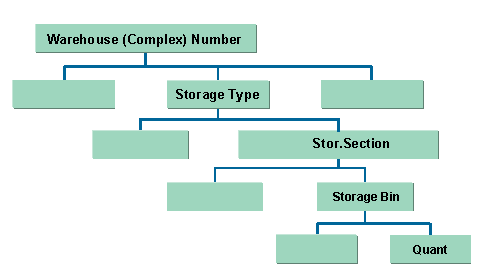 Warehouse (Complex) Number
Storage Type
Stor.Section
Storage Bin
Quant